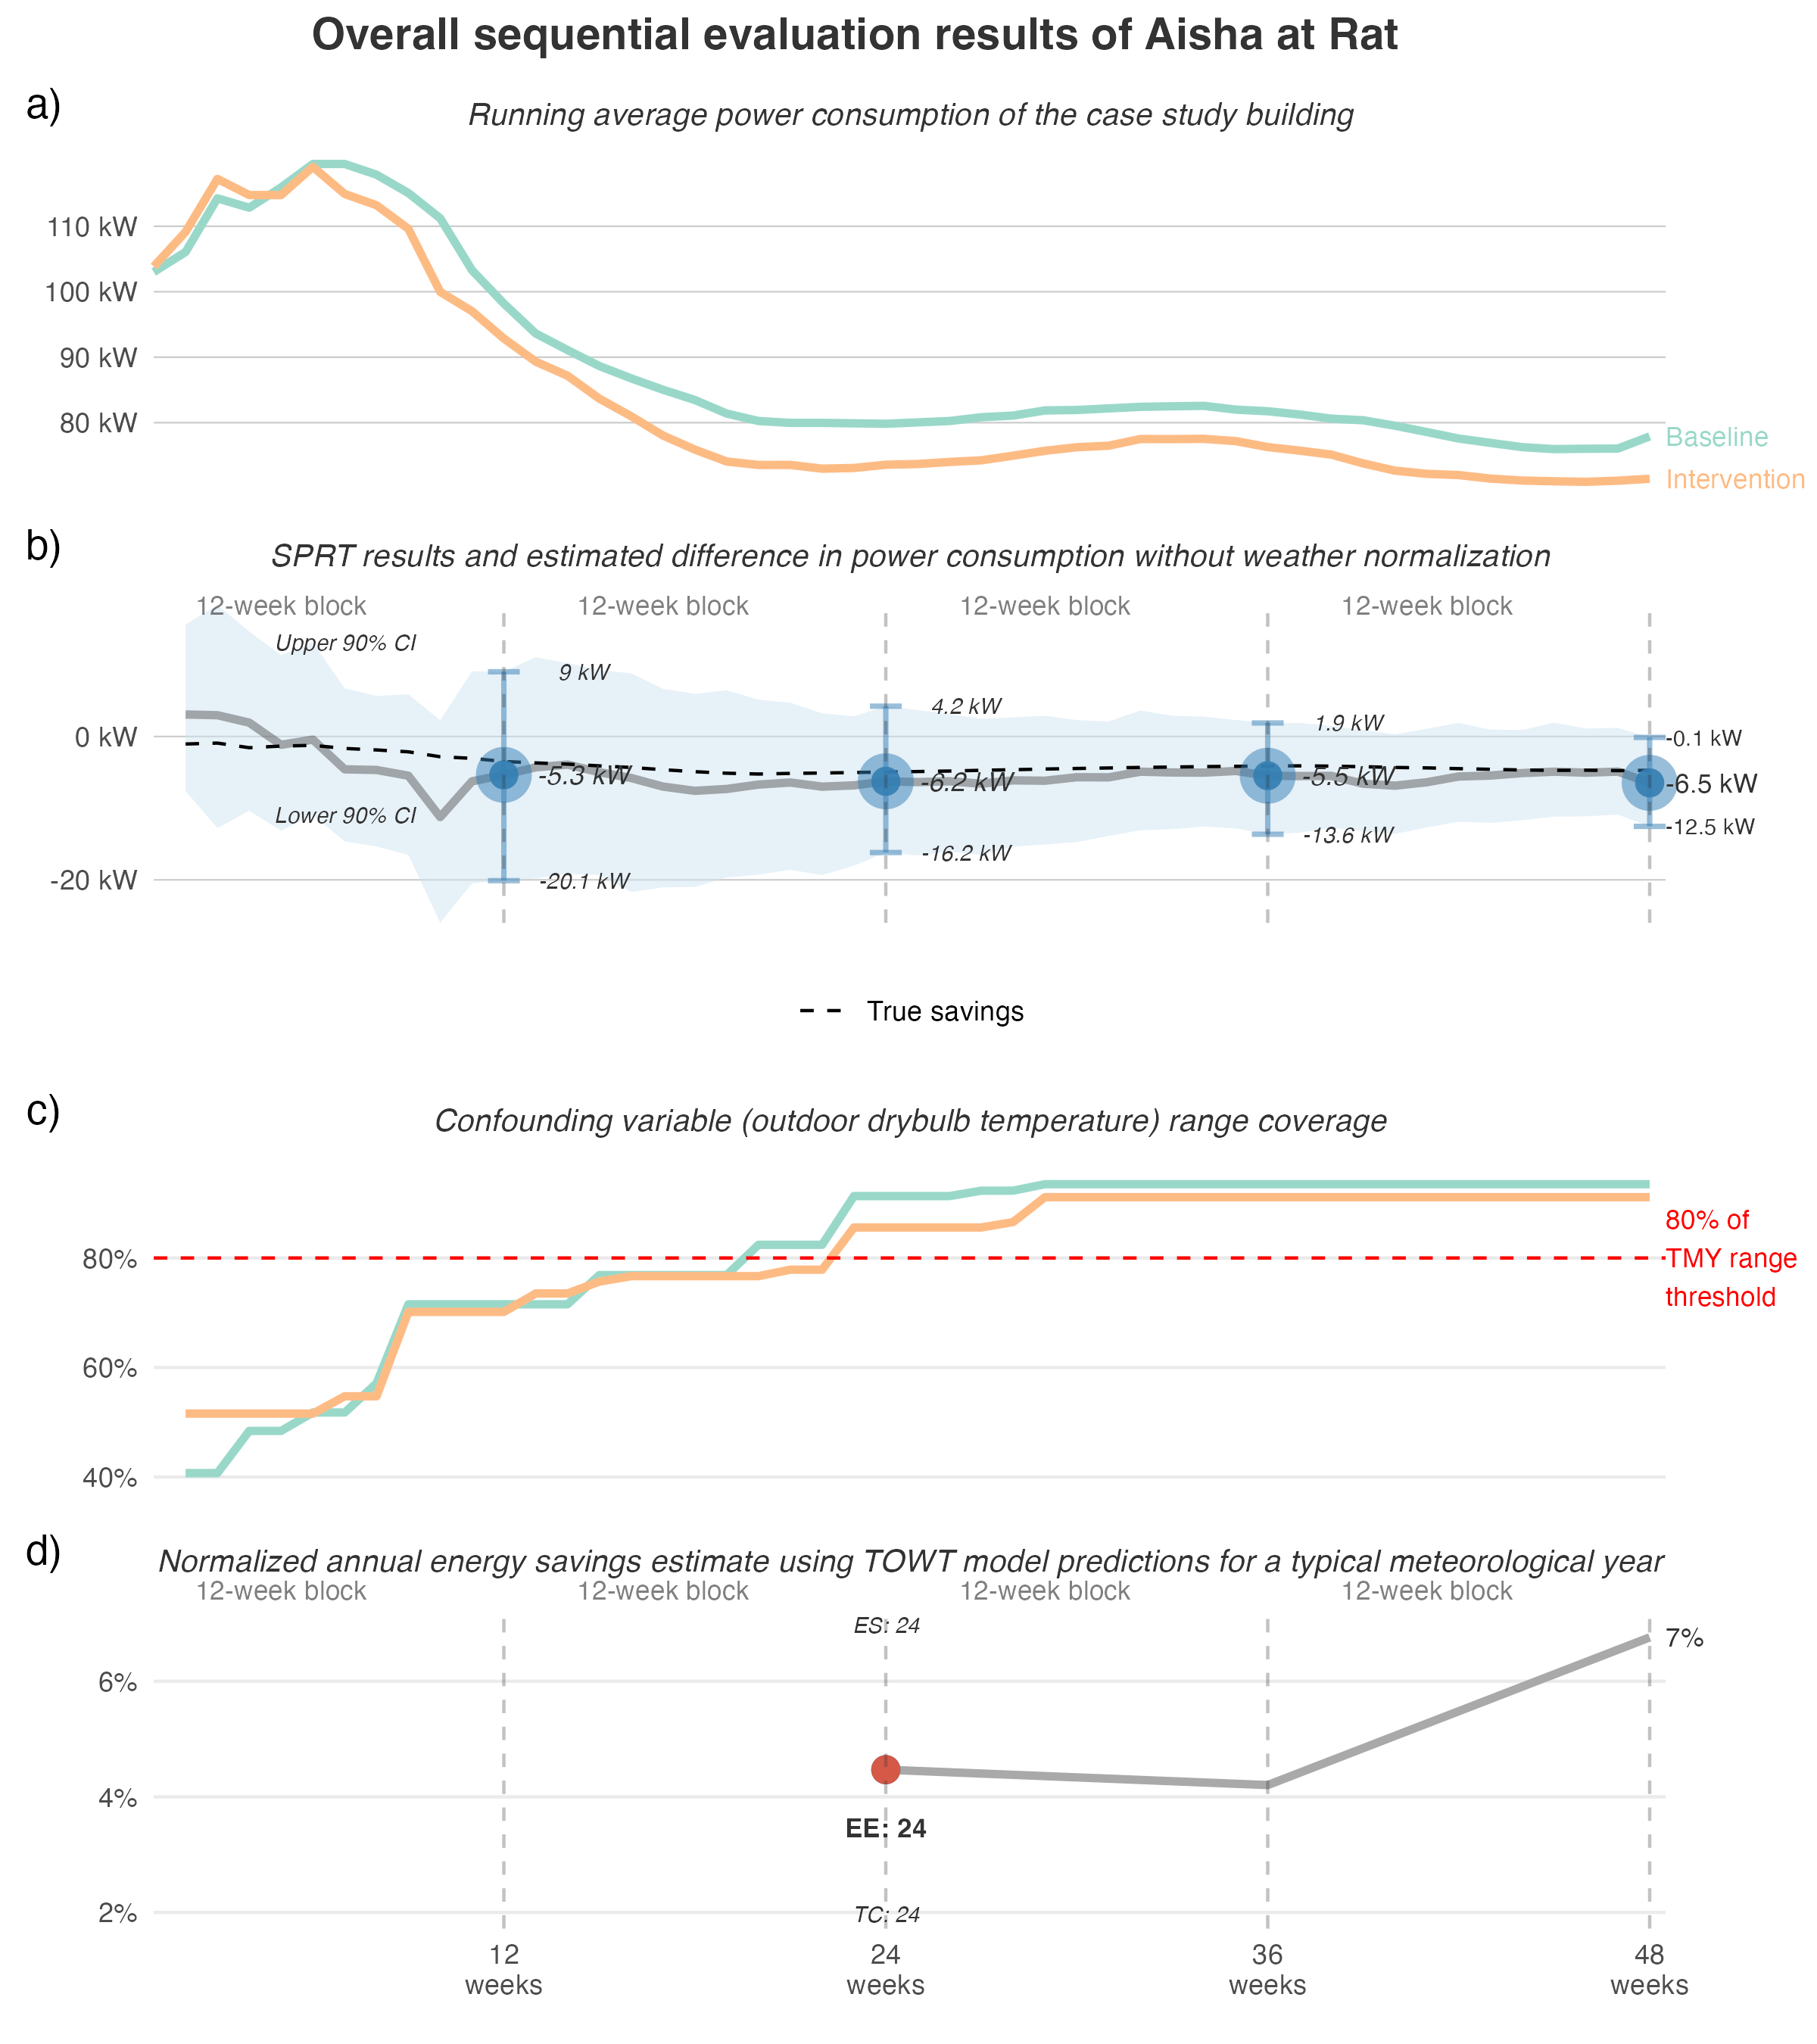 Overall sequential evaluation results of Aisha at Rat
a)
Running average power consumption of the case study building
110 kW
100 kW
90 kW
80 kW
Baseline
Intervention
b)
SPRT results and estimated difference in power consumption without weather normalization
12-week block 12-week block 12-week block 12-week block
Upper 90% CI
9 kW
4.2 kW
1.9 kW
0 kW
-0.1 kW
-5.3 kW
-6.2 kW
-5.5 kW
-6.5 kW
Lower 90% CI
-12.5 kW
-13.6 kW
-16.2 kW
-20 kW
-20.1 kW
True savings
c)
Confounding variable (outdoor drybulb temperature) range coverage
80% of
TMY range
threshold
80%
60%
40%
d)
Normalized annual energy savings estimate using TOWT model predictions for a typical meteorological year
12-week block 12-week block 12-week block 12-week block
ES: 24
7%
6%
4%
EE: 24
2%
TC: 24
12 weeks
24 weeks
36 weeks
48 weeks